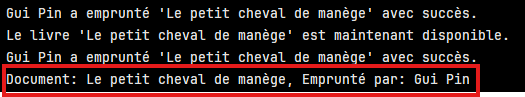 Gui Pin a emprunté 'Le petit cheval de manège' avec succès.
Le livre 'Le petit cheval de manège' est maintenant disponible.
Gui Pin a emprunté 'Le petit cheval de manège' avec succès.
Document: Le petit cheval de manège, Emprunté par: Gui Pin